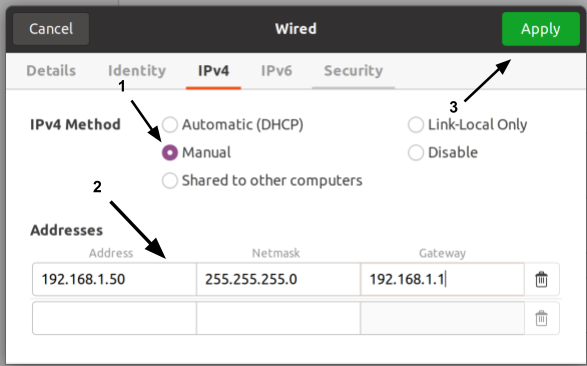 Cancel Wired Apply
Details Identity IPv4 IPv6 Security
1
3
IPv4 Method Automatic (DHCP) Link-Local Only
Manual Disable
Shared to other computers
2
Addresses
Address Netmask Gateway
192.168.1.50 255.255.255.0 192.168.1.1